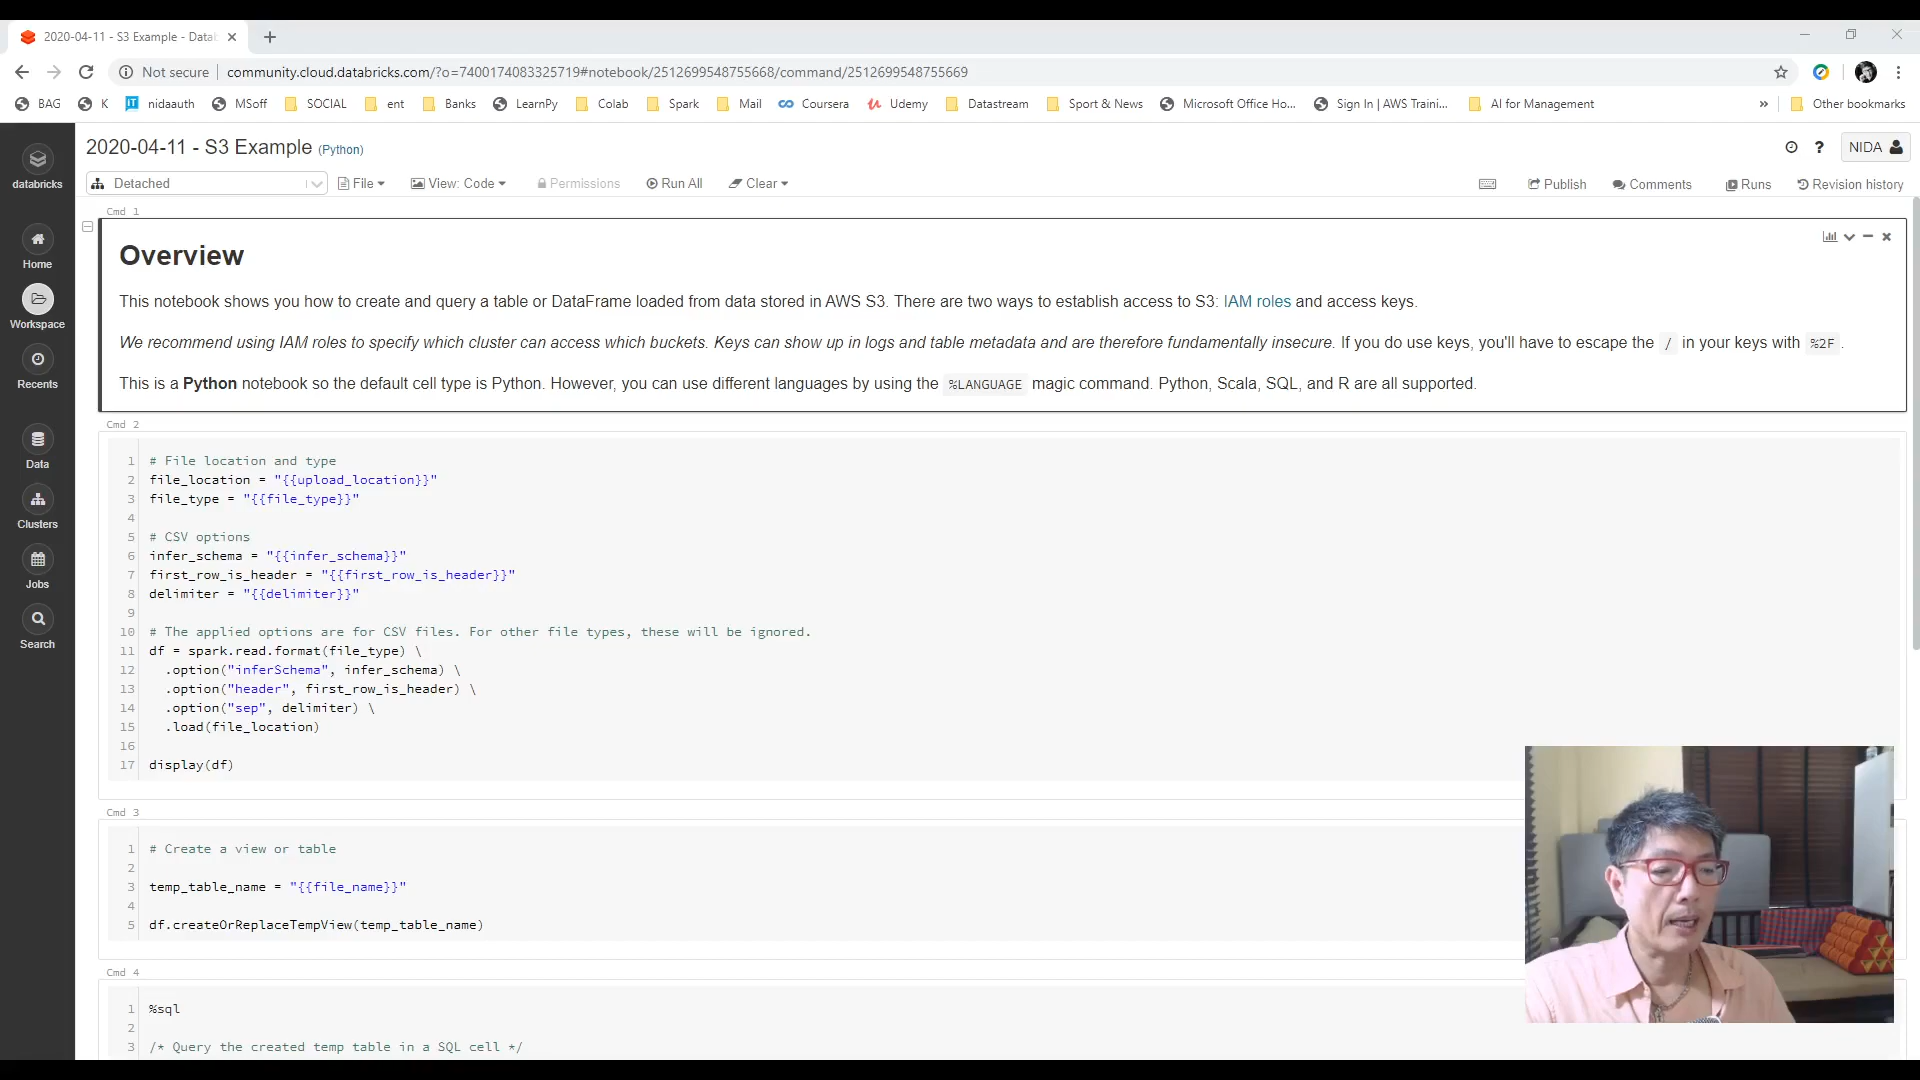 2020-04-11 - S3 Example - Datab
Not secure
community.cloud.databricks.com/?o=7400174083325719#notebook/2512699548755668/command/2512699548755669
BAG K nidaauth MSoff SOCIAL ent Banks LearnPy Colab Spark Mail Coursera Udemy Datastream Sport & News Microsoft Office Ho... Sign In | AWS Traini... AI for Management » Other bookmarks
databricks
Home
Workspace
Recents
Data
Clusters
Jobs
Search
2020-04-11 - S3 Example (Python)
? NIDA
Detached File View: Code Permissions Run All Clear Publish Comments Runs Revision history
Cmd 1
Overview
This notebook shows you how to create and query a table or DataFrame loaded from data stored in AWS S3. There are two ways to establish access to S3: IAM roles and access keys.
We recommend using IAM roles to specify which cluster can access which buckets. Keys can show up in logs and table metadata and are therefore fundamentally insecure. If you do use keys, you'll have to escape the / in your keys with %2F .
This is a Python notebook so the default cell type is Python. However, you can use different languages by using the %LANGUAGE magic command. Python, Scala, SQL, and R are all supported.
Cmd 2
1 # File location and type
2 file_location = "{{upload_location}}"
3 file_type = "{{file_type}}"
4
5 # CSV options
6 infer_schema = "{{infer_schema}}"
7 first_row_is_header = "{{first_row_is_header}}"
8 delimiter = "{{delimiter}}"
9
10 # The applied options are for CSV files. For other file types, these will be ignored.
11 df = spark.read.format(file_type) \
12 .option("inferSchema", infer_schema) \
13 .option("header", first_row_is_header) \
14 .option("sep", delimiter) \
15 .load(file_location)
16
17 display(df)
Cmd 3
1 # Create a view or table
2
3 temp_table_name = "{{file_name}}"
4
5 df.createOrReplaceTempView(temp_table_name)
Cmd 4
1 %sql
2
3 /* Query the created temp table in a SQL cell */